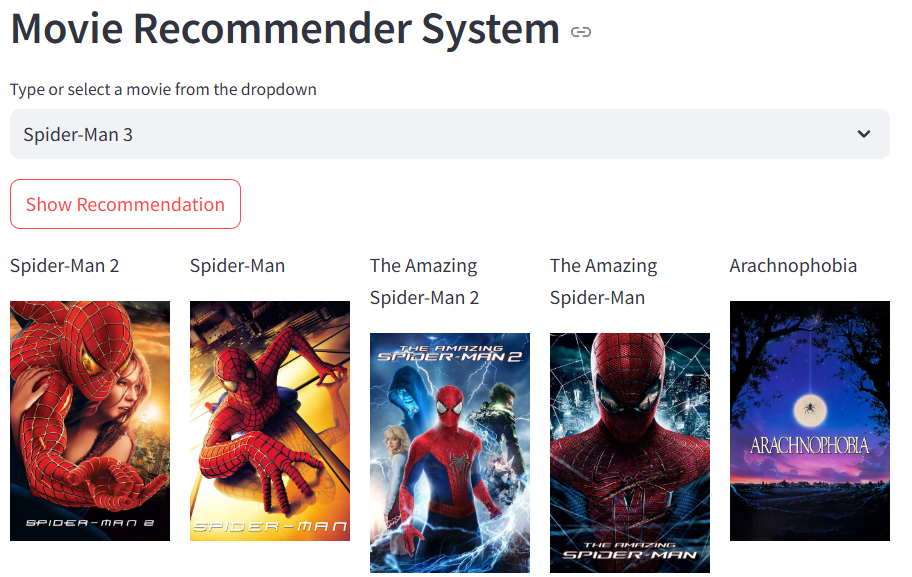 Movie Recommender System
Type or select a movie from the dropdown
Spider-Man 3
Show Recommendation
Spider-Man 2
Spider-Man
The Amazing
Spider-Man 2
The Amazing
Spider-Man
Arachnophobia
SPIDER-MAN 2
SPIDER-MAN
THE AMAZING
SPIDER-MAN 2
THE AMAZING
SPIDER-MAN
ARACHNOPHOBIA